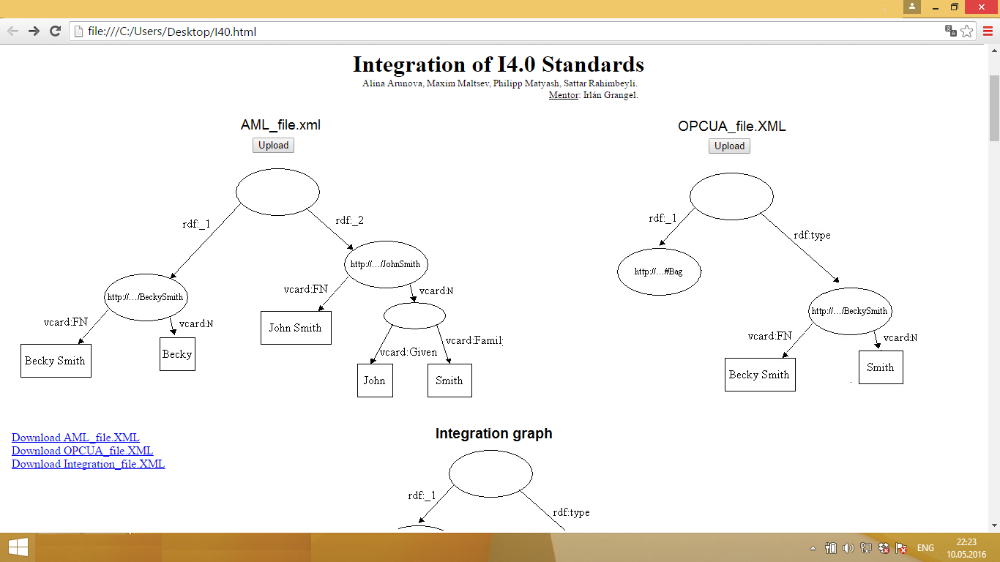 file:///C:/Users/Desktop/I40.html
Integration of I4.0 Standards
Alina Arunova, Maxim Maltsev, Philipp Matyash, Sattar Rahimbeyli.
Mentor: Irlán Grangel.
AML_file.xml
Upload
rdf:_1
rdf:_2
http://…/JohnSmith
http://…/BeckySmith
vcard:FN
vcard:N
vcard:FN
vcard:N
John Smith
Becky Smith
Becky
vcard:Given
vcard:Family
John
Smith
OPCUA_file.XML
Upload
rdf:_1
rdf:type
http://…#Bag
http://…/BeckySmith
vcard:FN
vcard:N
Becky Smith
Smith
Download AML_file.XML
Download OPCUA_file.XML
Download Integration_file.XML
Integration graph
rdf:_1
rdf:type
ENG
22:23
10.05.2016